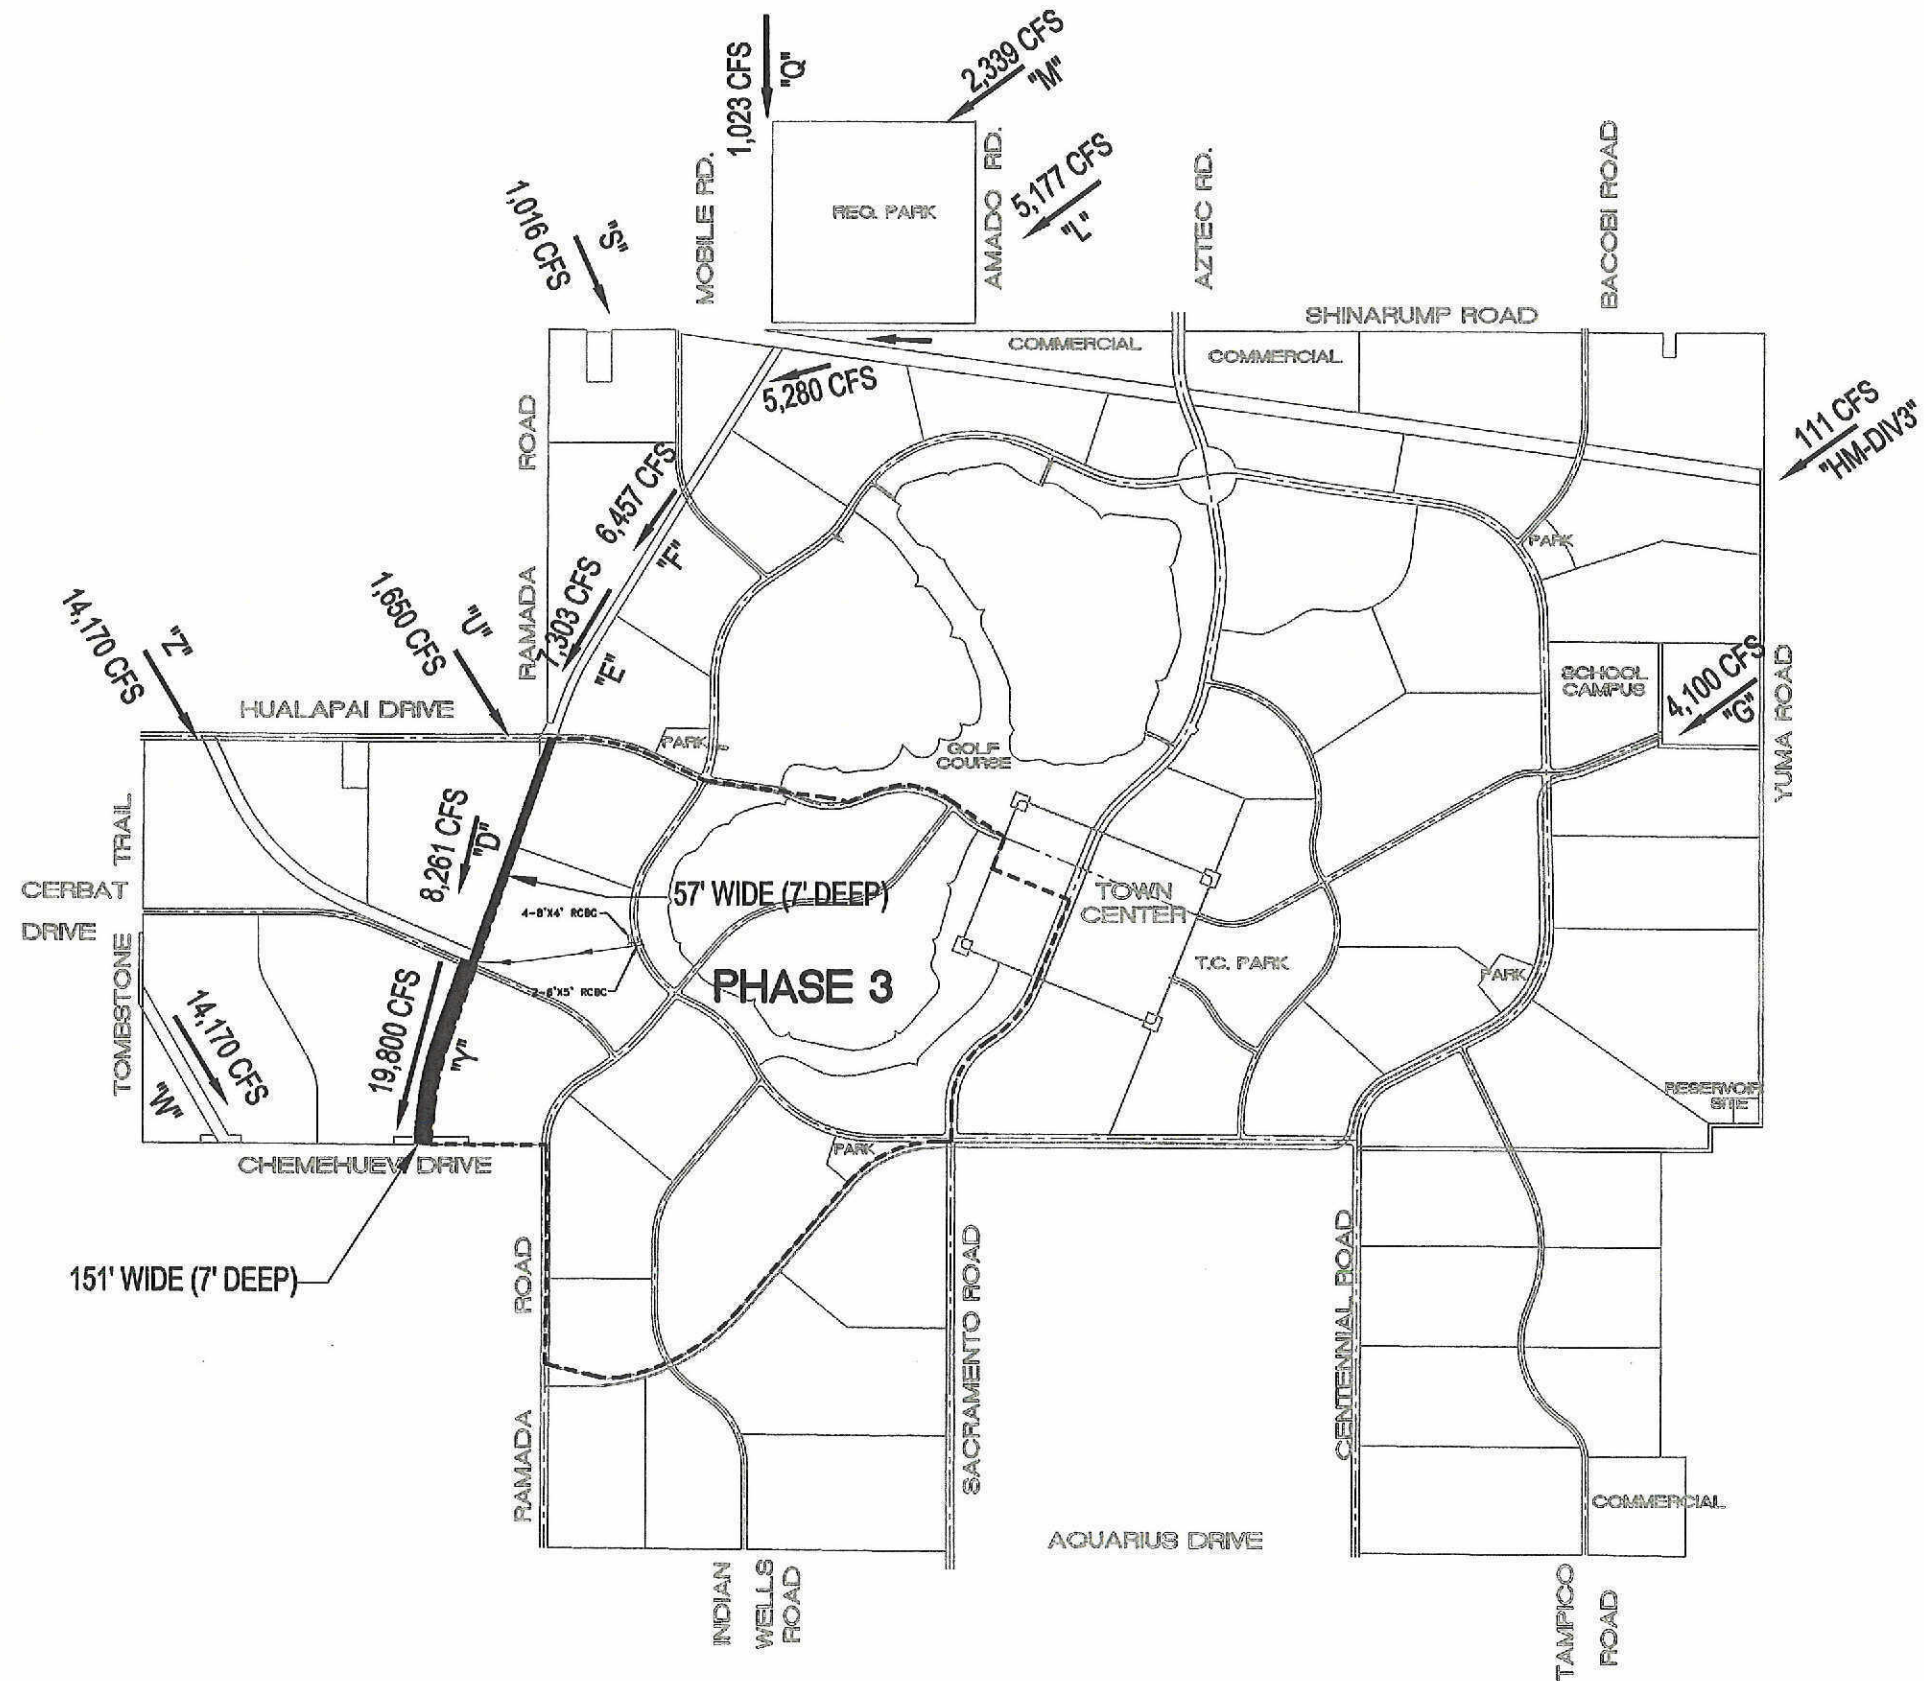 1,023 CFS
"Q"
2,339 CFS
"M"
5,177 CFS
"L"
1,016 CFS
"S"
MOBILE RD.
REG. PARK
AMADO RD.
AZTEC RD.
BACOBI ROAD
SHINARUMP ROAD
COMMERCIAL
COMMERCIAL
5,280 CFS
111 CFS
"HM-DIV3"
ROAD
RAMADA
6,457 CFS
"F"
7,303 CFS
"E"
PARK
14,170 CFS
"Z"
1,650 CFS
"U"
HUALAPAI DRIVE
PARK
GOLF
COURSE
SCHOOL
CAMPUS
4,100 CFS
"G"
YUMA ROAD
CERBAT
DRIVE
TRAIL
TOMBSTONE
8,261 CFS
"D"
57' WIDE (7' DEEP)
4-8'X4' RCBC
2-8'X5' RCBC
PHASE 3
TOWN
CENTER
T.C. PARK
PARK
14,170 CFS
"W"
19,800 CFS
"Y"
RESERVOIR
SITE
CHEMEHUEVI DRIVE
PARK
151' WIDE (7' DEEP)
ROAD
RAMADA
SACRAMENTO ROAD
CENTENNIAL ROAD
COMMERCIAL
AQUARIUS DRIVE
INDIAN
WELLS
ROAD
TAMPICO
ROAD